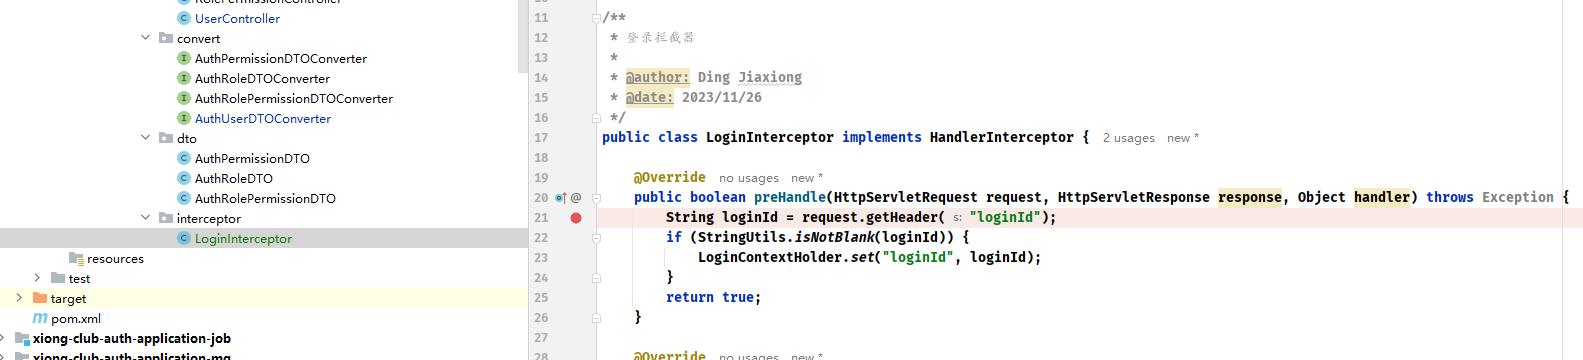 RolePermissionController
UserController
convert
AuthPermissionDTOConverter
AuthRoleDTOConverter
AuthRolePermissionDTOConverter
AuthUserDTOConverter
dto
AuthPermissionDTO
AuthRoleDTO
AuthRolePermissionDTO
interceptor
LoginInterceptor
resources
test
target
pom.xml
xiong-club-auth-application-job
xiong-club-auth-application-mq
11 /**
12 * 登录拦截器
13 *
14 * @author: Ding Jiaxiong
15 * @date: 2023/11/26
16 */
17 public class LoginInterceptor implements HandlerInterceptor { 2 usages new *
18
19 @Override no usages new *
20 public boolean preHandle(HttpServletRequest request, HttpServletResponse response, Object handler) throws Exception {
21 String loginId = request.getHeader( s: "loginId");
22 if (StringUtils.isNotBlank(loginId)) {
23 LoginContextHolder.set("loginId", loginId);
24 }
25 return true;
26 }
27
28 @Override no usages new *